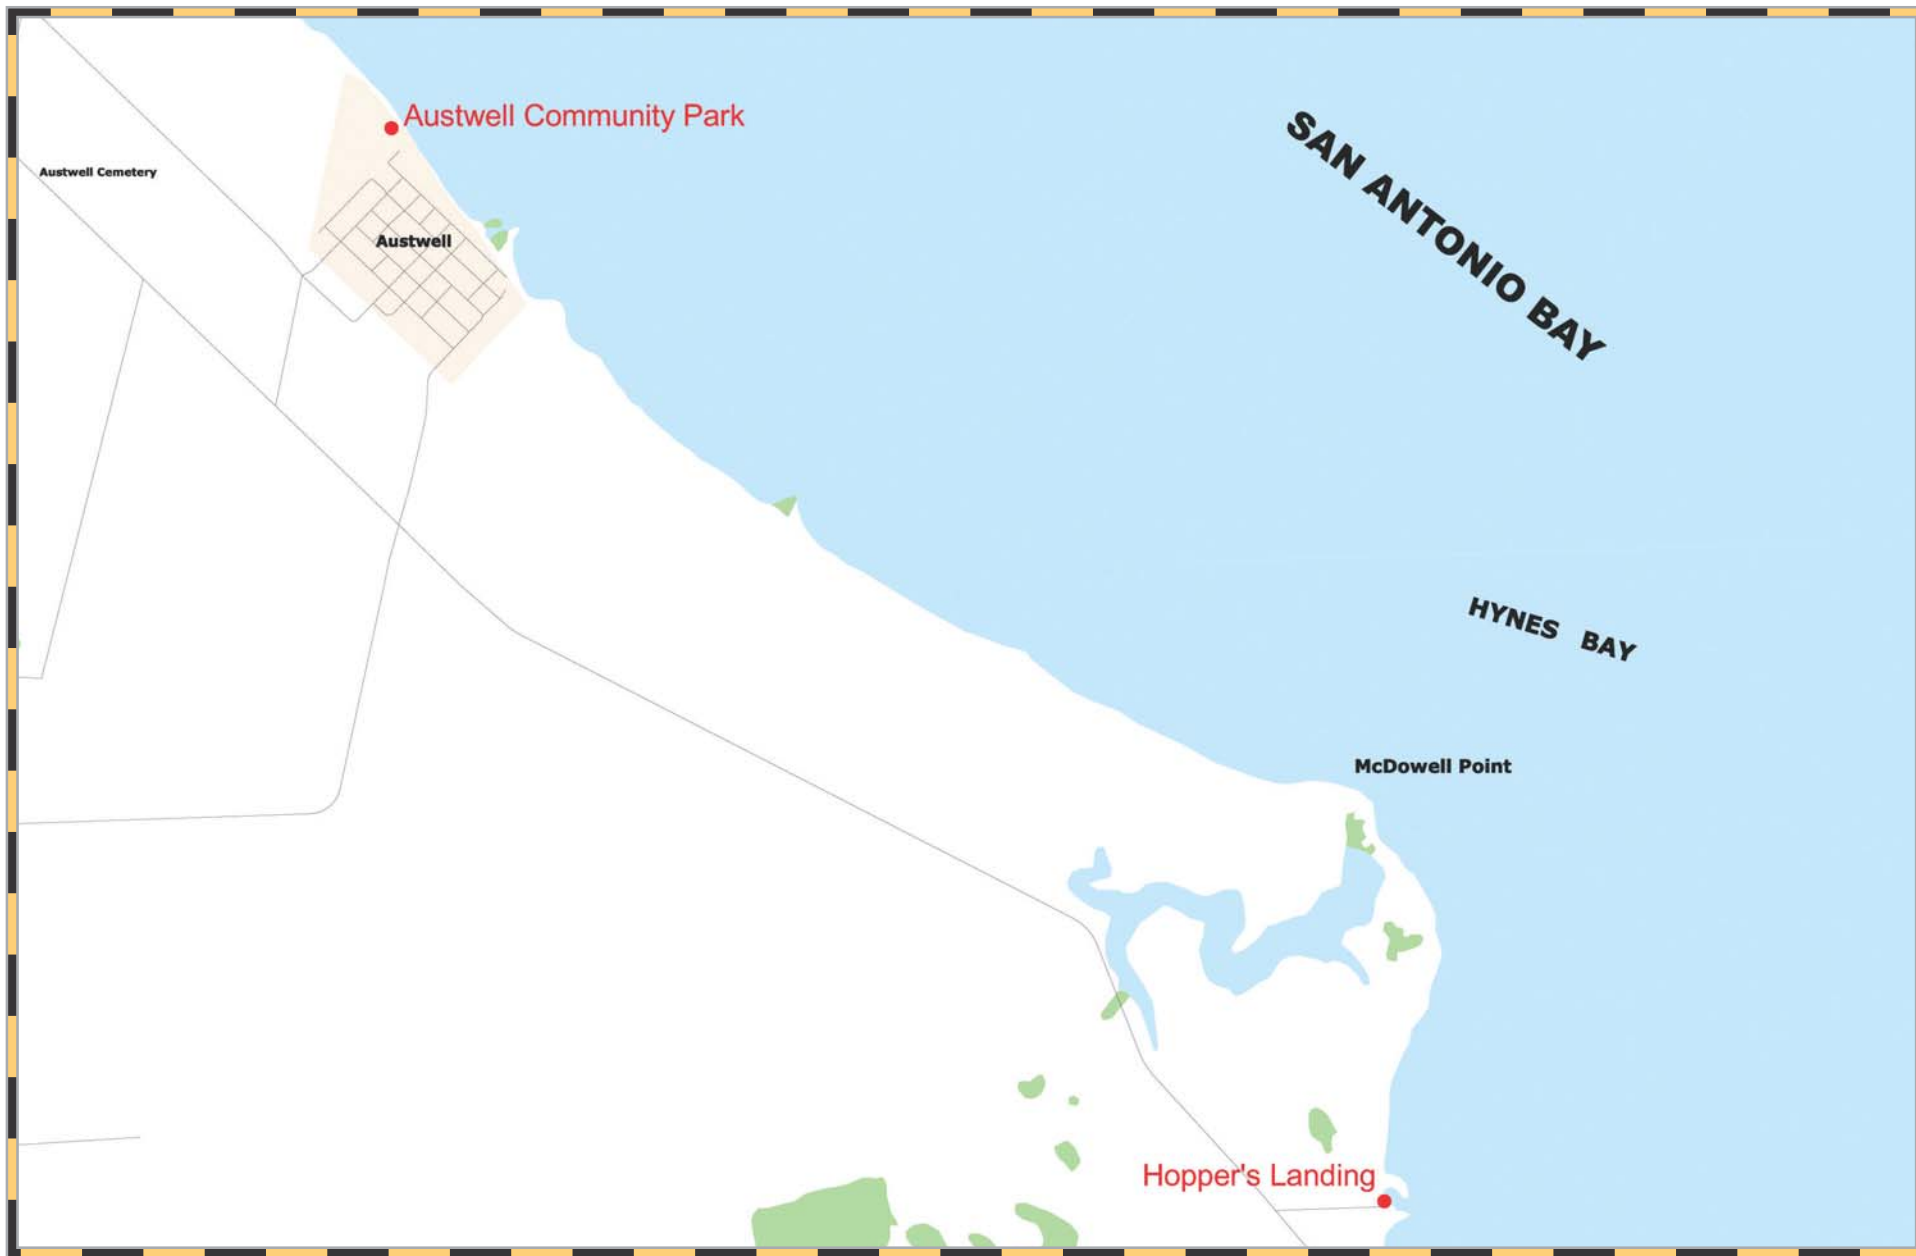 Austwell Community Park
SAN ANTONIO BAY
Austwell Cemetery
Austwell
HYNES BAY
McDowell Point
Hopper's Landing